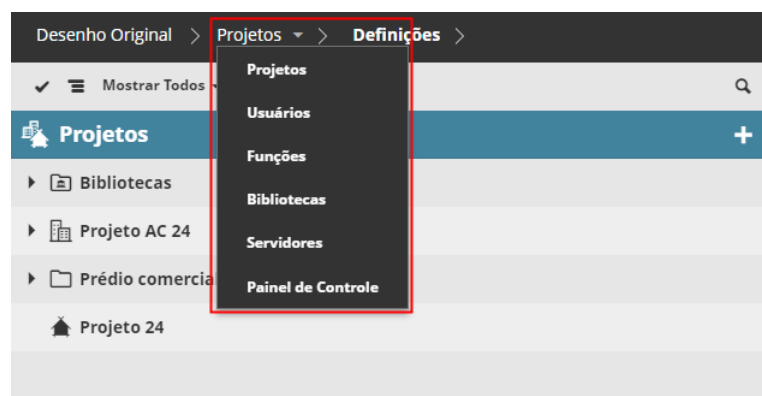 Desenho Original > Projetos > Definições >
Mostrar Todos
Projetos
Bibliotecas
Projeto AC 24
Prédio comercia
Projeto 24
Projetos
Usuários
Funções
Bibliotecas
Servidores
Painel de Controle